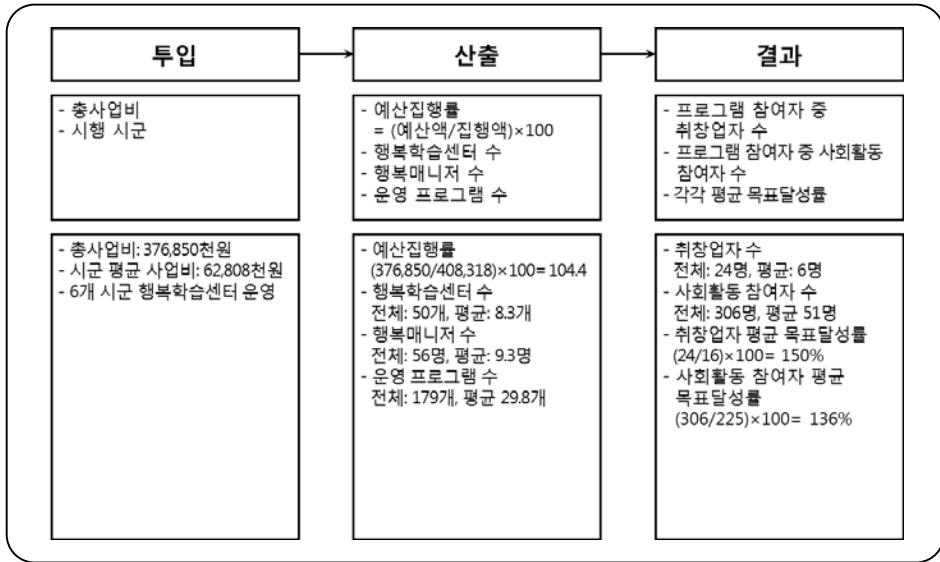 투입
산출
결과
- 총사업비
- 시행 시군
- 예산집행률
= (예산액/집행액)×100
- 행복학습센터 수
- 행복매니저 수
- 운영 프로그램 수
- 프로그램 참여자 중
취창업자 수
- 프로그램 참여자 중 사회활동
참여자 수
- 각각 평균 목표달성률
- 총사업비: 376,850천원
- 시군 평균 사업비: 62,808천원
- 6개 시군 행복학습센터 운영
- 예산집행률
(376,850/408,318)×100= 104.4
- 행복학습센터 수
전체: 50개, 평균: 8.3개
- 행복매니저 수
전체: 56명, 평균: 9.3명
- 운영 프로그램 수
전체: 179개, 평균 29.8개
- 취창업자 수
전체: 24명, 평균: 6명
- 사회활동 참여자 수
전체: 306명, 평균 51명
- 취창업자 평균 목표달성률
(24/16)×100= 150%
- 사회활동 참여자 평균
목표달성률
(306/225)×100= 136%